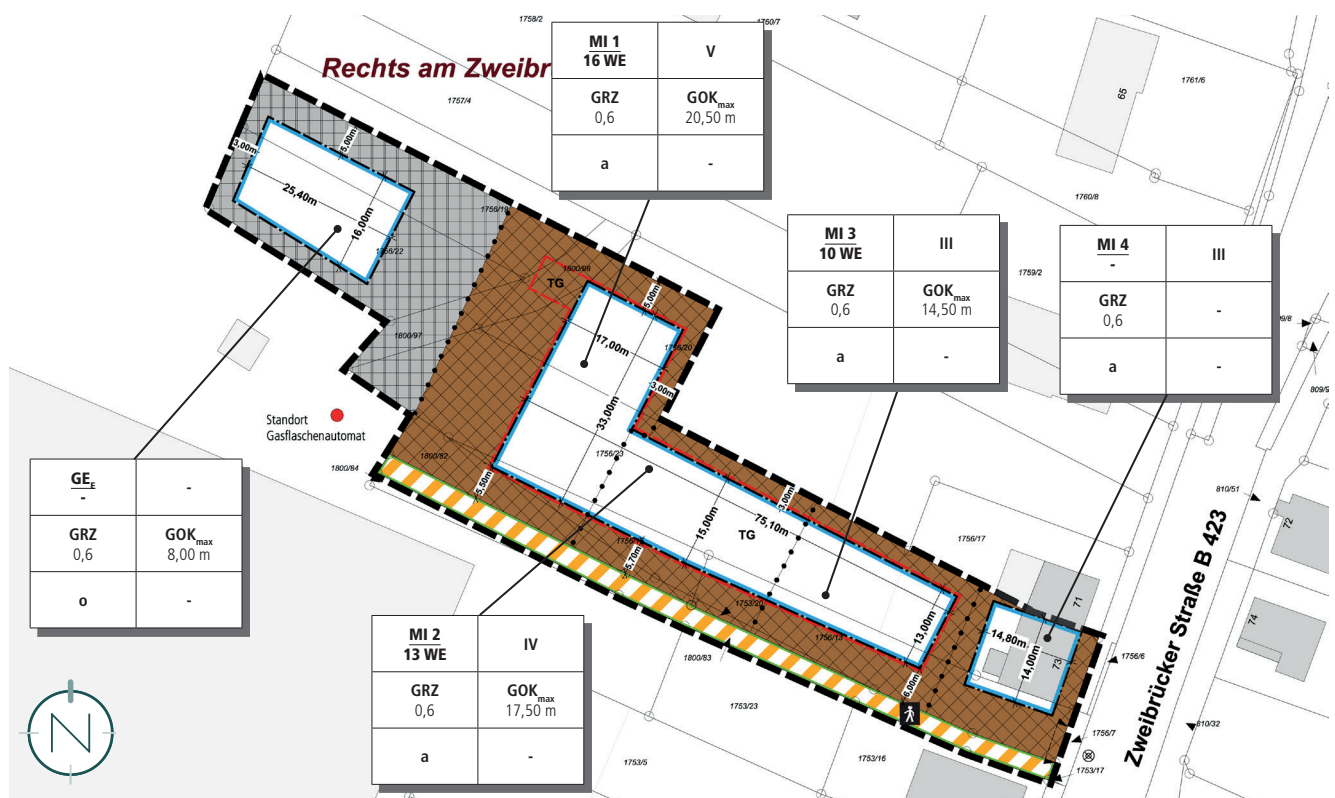 1758/2
1760/7
Rechts am Zweibr
1757/4
65
1761/6
MI 1
16 WE
V
GRZ
0,6
GOKmax
20,50 m
a
-
5,00m
3,00m
25,40m
16,00m
1756/19
1756/22
1760/8
MI 3
10 WE
III
GRZ
0,6
GOKmax
14,50 m
a
-
MI 4
-
III
GRZ
0,6
-
a
-
1759/2
809/9
1800/98
TG
5,00m
17,00m
1756/20
1800/97
3,00m
33,00m
Standort
Gasflaschenautomat
1756/23
1800/84
1800/82
5,50m
GEE
-
-
GRZ
0,6
GOKmax
8,00 m
o
-
3,00m
75,10m
15,00m
TG
810/51
72
1756/17
5,70m
1753/20
1756/13
71
13,00m
14,80m
14,00m
73
74
1756/6
Zweibrücker Straße B 423
MI 2
13 WE
IV
GRZ
0,6
GOKmax
17,50 m
a
-
1800/83
6,00m
1753/23
810/32
1756/7
1753/5
1753/16
1753/17
N